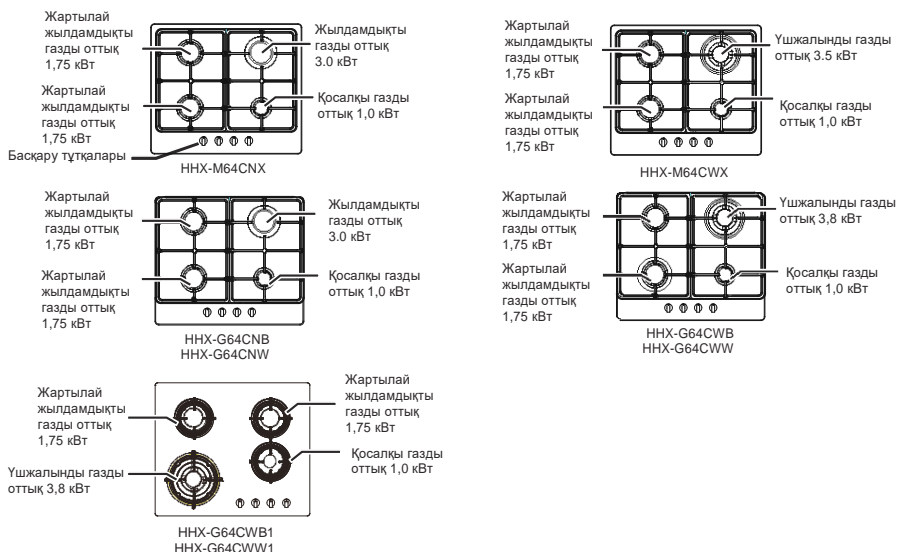 Жартылай
жылдамдықты
газды оттық
1,75 кВт
Жылдамдықты
газды оттық
3.0 кВт
Жартылай
жылдамдықты
газды оттық
1,75 кВт
Қосалқы газды
оттық 1,0 кВт
Басқару тұтқалары
HHX-M64CNX
Жартылай
жылдамдықты
газды оттық
1,75 кВт
Үшжалынды газды
оттық 3.5 кВт
Жартылай
жылдамдықты
газды оттық
1,75 кВт
Қосалқы газды
оттық 1,0 кВт
HHX-M64CWX
Жартылай
жылдамдықты
газды оттық
1,75 кВт
Жылдамдықты
газды оттық
3.0 кВт
Жартылай
жылдамдықты
газды оттық
1,75 кВт
Қосалқы газды
оттық 1,0 кВт
HHX-G64CNB
HHX-G64CNW
Жартылай
жылдамдықты
газды оттық
1,75 кВт
Үшжалынды газды
оттық 3,8 кВт
Жартылай
жылдамдықты
газды оттық
1,75 кВт
Қосалқы газды
оттық 1,0 кВт
HHX-G64CWB
HHX-G64CWW
Жартылай
жылдамдықты
газды оттық
1,75 кВт
Жартылай
жылдамдықты
газды оттық
1,75 кВт
Үшжалынды газды
оттық 3,8 кВт
Қосалқы газды
оттық 1,0 кВт
HHX-G64CWB1
HHX-G64CWW1